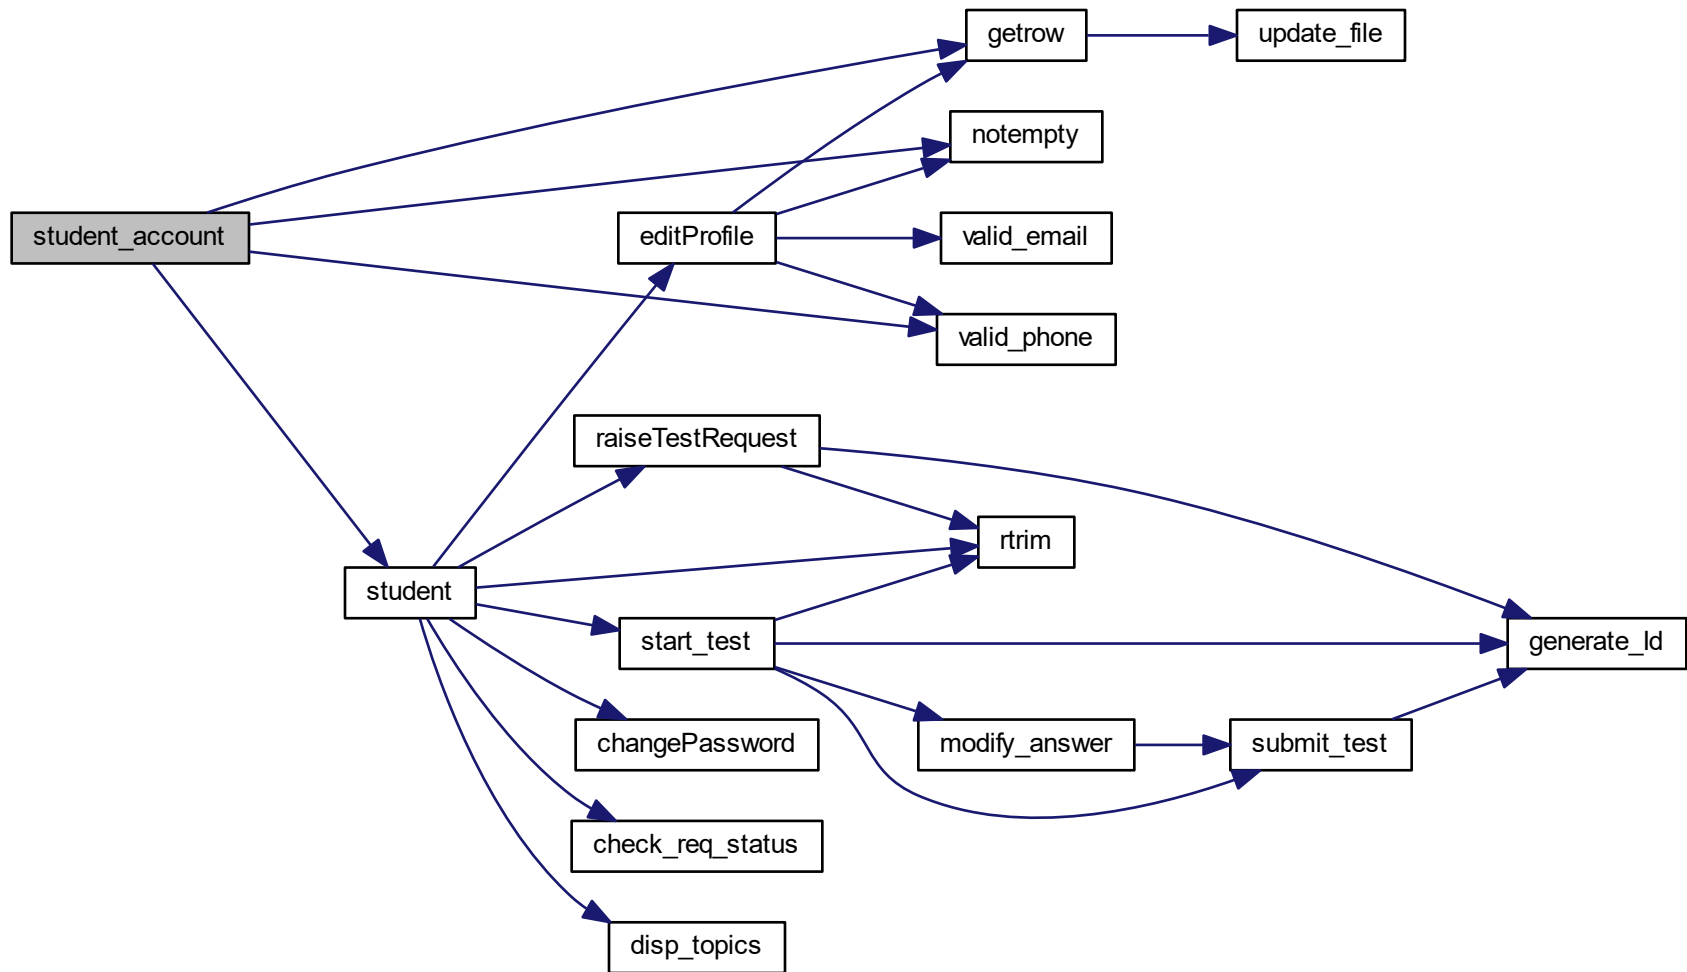 getrow
update_file
notempty
student_account
editProfile
valid_email
valid_phone
raiseTestRequest
rtrim
student
start_test
generate_Id
changePassword
modify_answer
submit_test
check_req_status
disp_topics